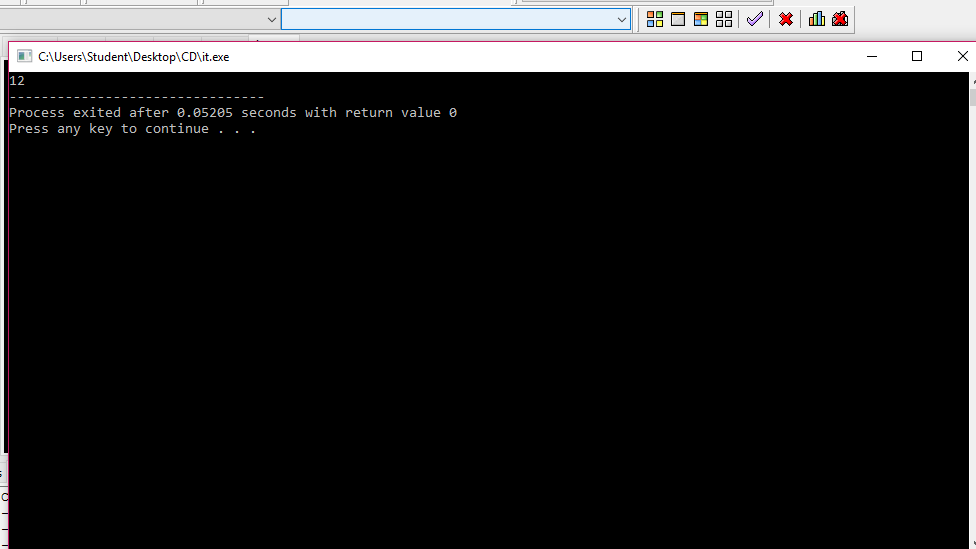 C:\Users\Student\Desktop\CD\it.exe
12
--------------------------------
Process exited after 0.05205 seconds with return value 0
Press any key to continue . . .